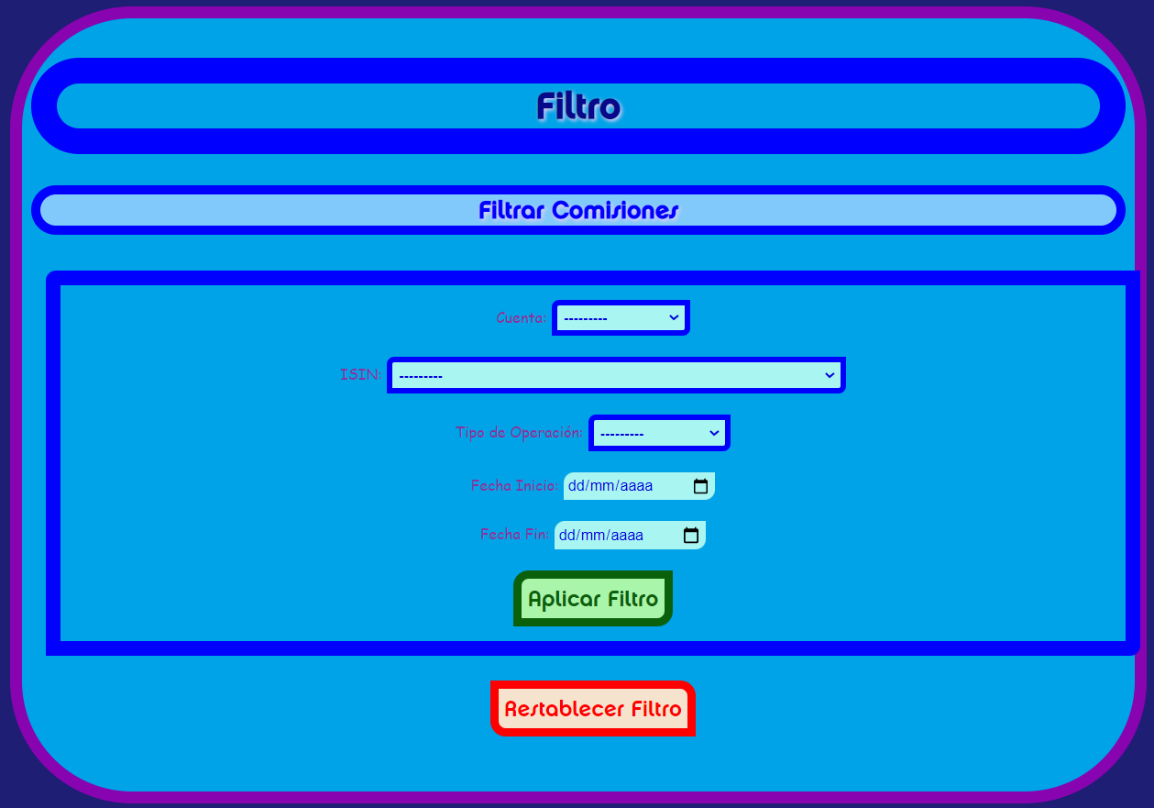 Filtro
Filtrar Comisiones
Cuenta: ---------
ISIN: ---------
Tipo de Operación: ---------
Fecha Inicio: dd/mm/aaaa
Fecha Fin: dd/mm/aaaa
Aplicar Filtro
Restablecer Filtro